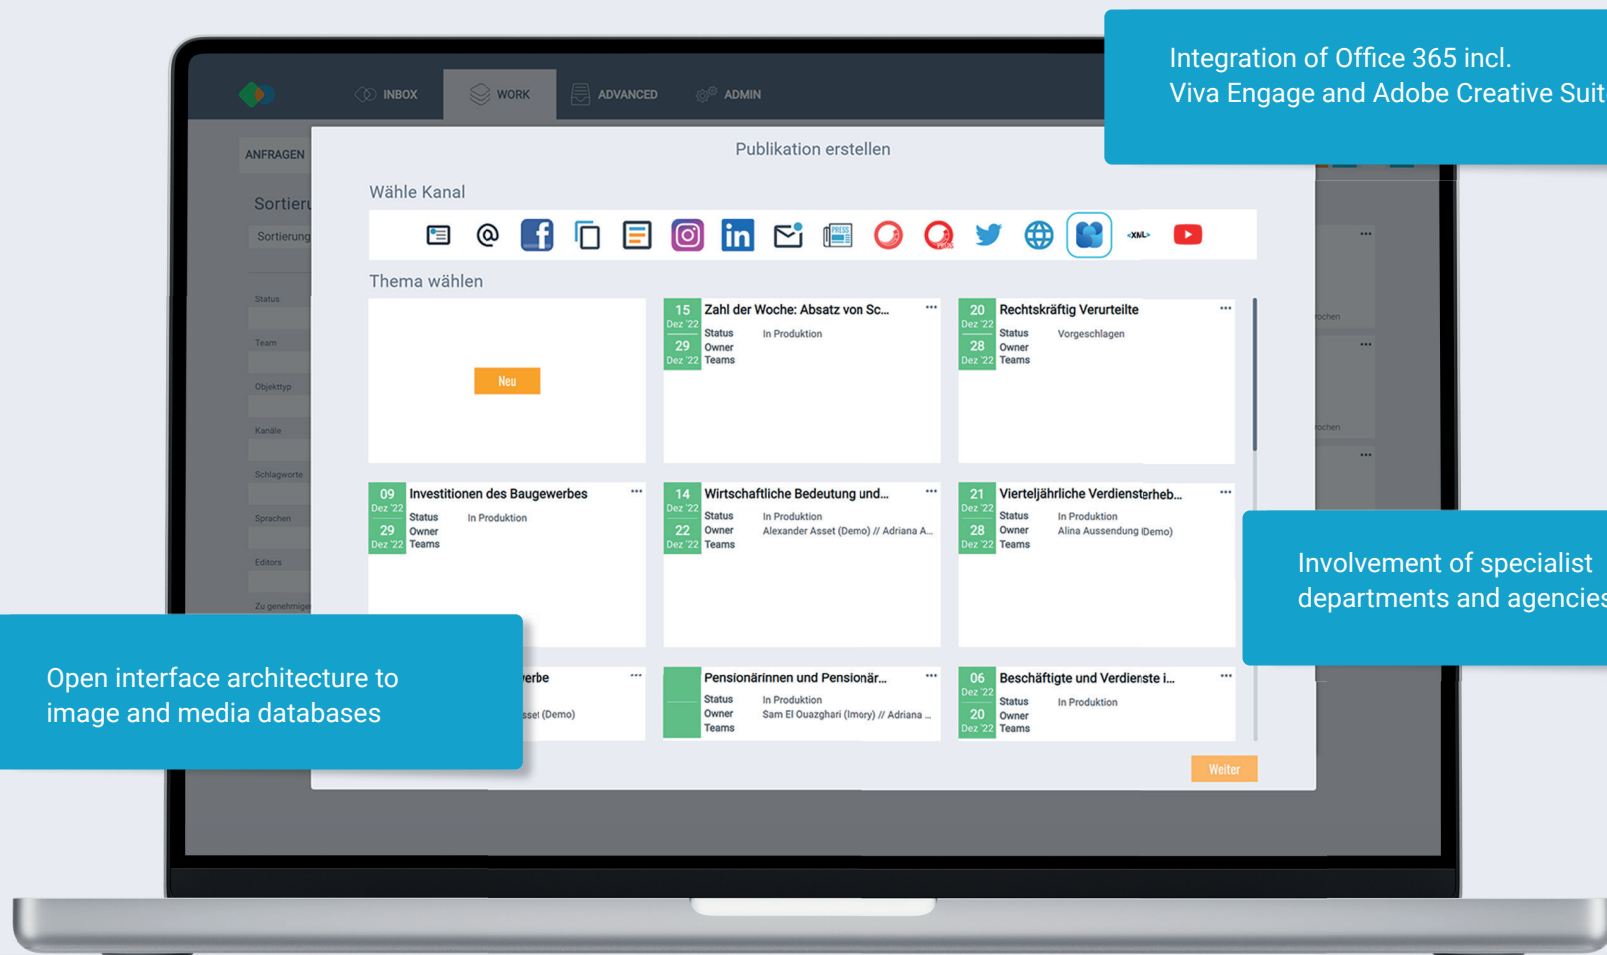 Integration of Office 365 incl.
Viva Engage and Adobe Creative Suit
INBOX
WORK
ADVANCED
ADMIN
ANFRAGEN
Publikation erstellen
Wähle Kanal
Sortieru
Sortierung
PRESS
<XML>
Thema wählen
Status
Team
Objekttyp
Kanäle
Schlagworte
Sprachen
Editors
Zu genehmige
Neu
15
Dez '22
29
Dez '22
Zahl der Woche: Absatz von Sc...
Status In Produktion
Owner
Teams
20
Dez '22
28
Dez '22
Rechtskräftig Verurteilte
Status Vorgeschlagen
Owner
Teams
rochen
rochen
09
Dez '22
29
Dez '22
Investitionen des Baugewerbes
Status In Produktion
Owner
Teams
14
Dez '22
22
Dez '22
Wirtschaftliche Bedeutung und...
Status In Produktion
Owner Alexander Asset (Demo) // Adriana A...
Teams
21
Dez '22
28
Dez '22
Vierteljährliche Verdiensterheb...
Status In Produktion
Owner Alina Aussendung (Demo)
Teams
Involvement of specialist
departments and agencies
Open interface architecture to
image and media databases
erbe
sset (Demo)
Pensionärinnen und Pensionär...
Status In Produktion
Owner Sam El Ouazghari (Imory) // Adriana ...
Teams
06
Dez '22
20
Dez '22
Beschäftigte und Verdienste i...
Status In Produktion
Owner
Teams
Weiter